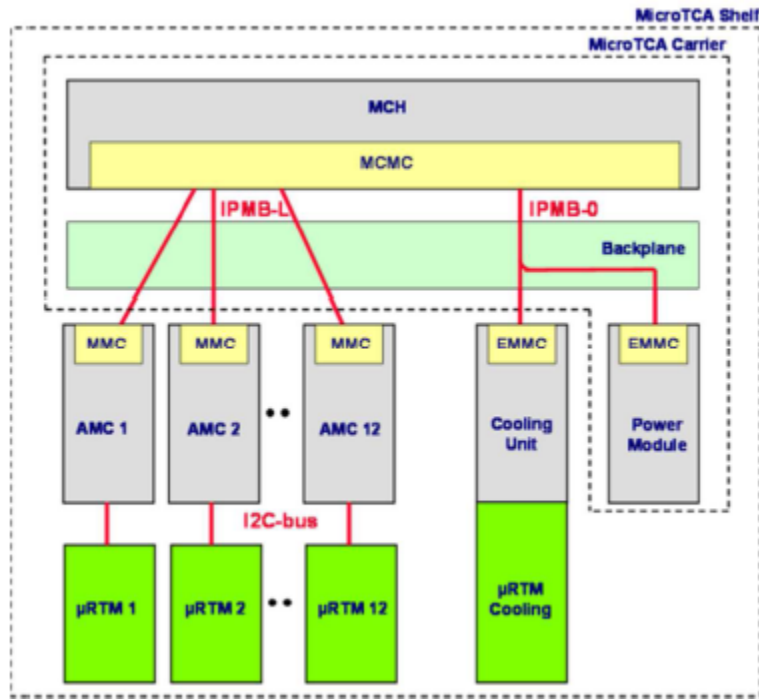 MicroTCA Shelf
MicroTCA Carrier
MCH
MCMC
IPMB-L
IPMB-0
Backplane
MMC
MMC
MMC
EMMC
EMMC
AMC 1
AMC 2
AMC 12
Cooling
Unit
Power
Module
I2C-bus
µRTM 1
µRTM 2
µRTM 12
µRTM
Cooling